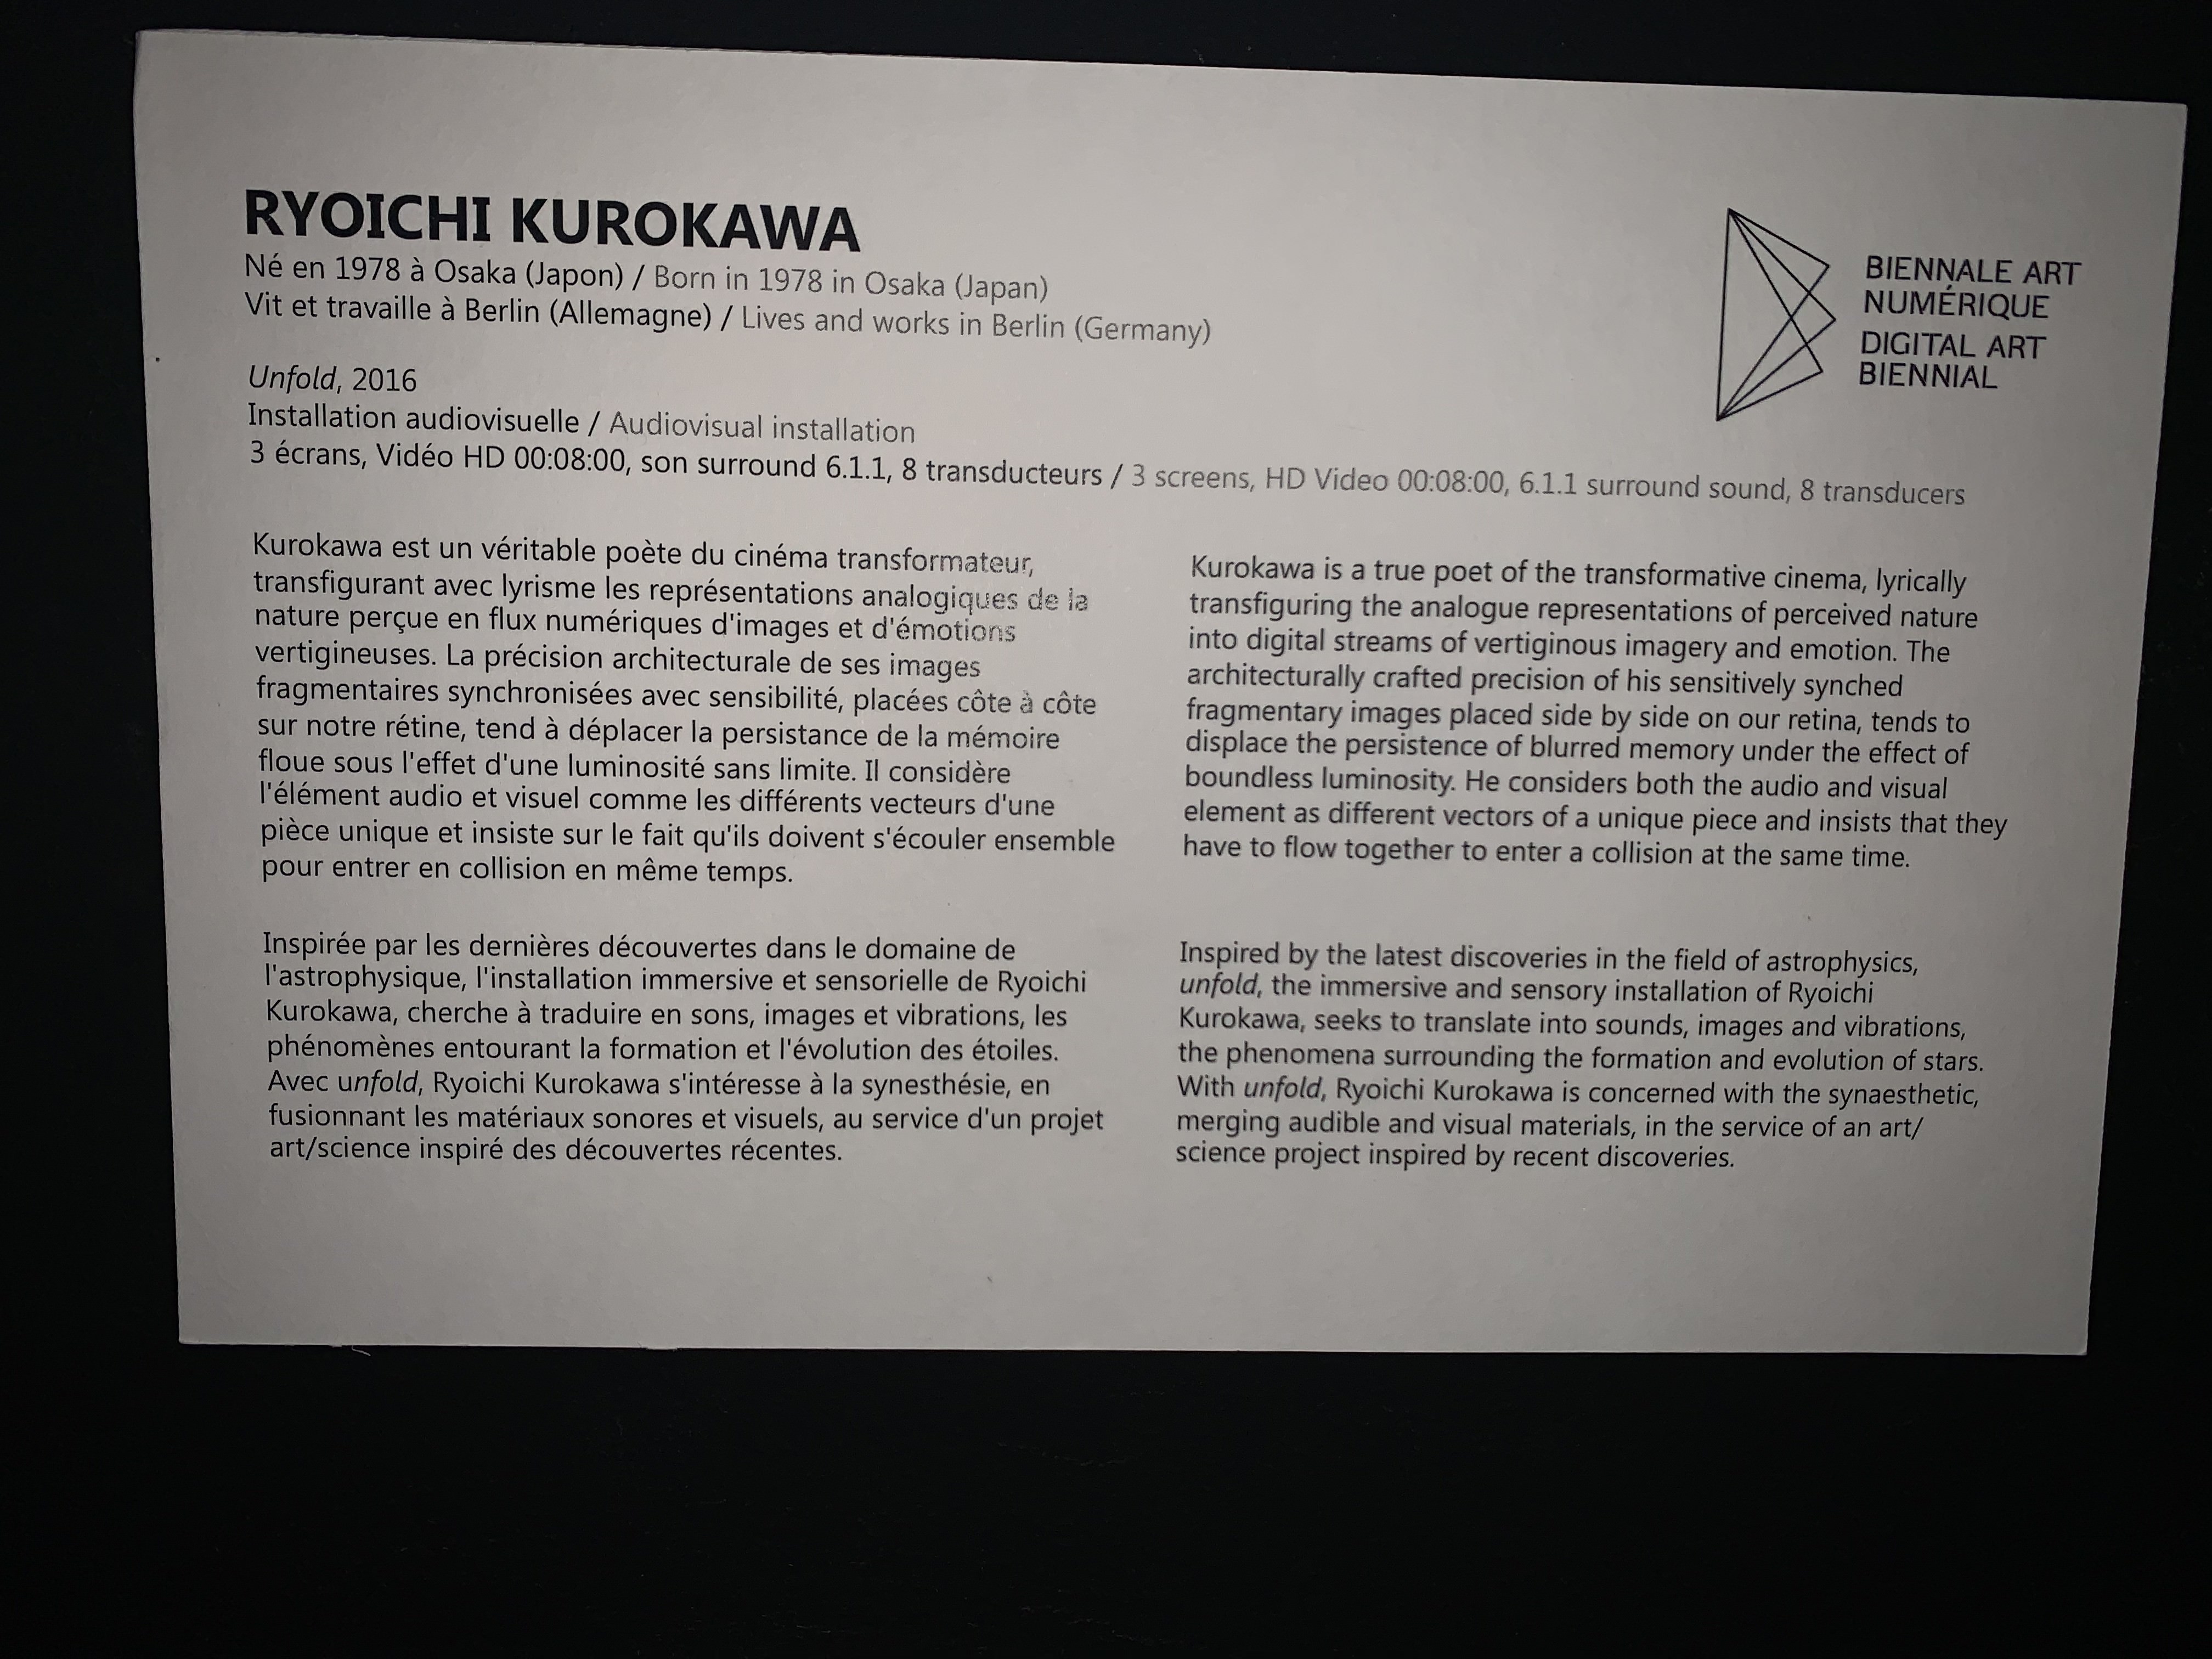 RYOICHI KUROKAWA
Né en 1978 à Osaka (Japon) / Born in 1978 in Osaka (Japan)
Vit et travaille à Berlin (Allemagne) / Lives and works in Berlin (Germany)
BIENNALE ART
NUMÉRIQUE
DIGITAL ART
BIENNIAL
Unfold, 2016
Installation audiovisuelle / Audiovisual installation
3 écrans, Vidéo HD 00:08:00, son surround 6.1.1, 8 transducteurs / 3 screens, HD Video 00:08:00, 6.1.1 surround sound, 8 transducers
Kurokawa est un véritable poète du cinéma transformateur,
transfigurant avec lyrisme les représentations analogiques de la
nature perçue en flux numériques d'images et d'émotions
vertigineuses. La précision architecturale de ses images
fragmentaires synchronisées avec sensibilité, placées côte à côte
sur notre rétine, tend à déplacer la persistance de la mémoire
floue sous l'effet d'une luminosité sans limite. Il considère
l'élément audio et visuel comme les différents vecteurs d'une
pièce unique et insiste sur le fait qu'ils doivent s'écouler ensemble
pour entrer en collision en même temps.
Inspirée par les dernières découvertes dans le domaine de
l'astrophysique, l'installation immersive et sensorielle de Ryoichi
Kurokawa, cherche à traduire en sons, images et vibrations, les
phénomènes entourant la formation et l'évolution des étoiles.
Avec unfold, Ryoichi Kurokawa s'intéresse à la synesthésie, en
fusionnant les matériaux sonores et visuels, au service d'un projet
art/science inspiré des découvertes récentes.
Kurokawa is a true poet of the transformative cinema, lyrically
transfiguring the analogue representations of perceived nature
into digital streams of vertiginous imagery and emotion. The
architecturally crafted precision of his sensitively synched
fragmentary images placed side by side on our retina, tends to
displace the persistence of blurred memory under the effect of
boundless luminosity. He considers both the audio and visual
element as different vectors of a unique piece and insists that they
have to flow together to enter a collision at the same time.
Inspired by the latest discoveries in the field of astrophysics,
unfold, the immersive and sensory installation of Ryoichi
Kurokawa, seeks to translate into sounds, images and vibrations,
the phenomena surrounding the formation and evolution of stars.
With unfold, Ryoichi Kurokawa is concerned with the synaesthetic,
merging audible and visual materials, in the service of an art/
science project inspired by recent discoveries.